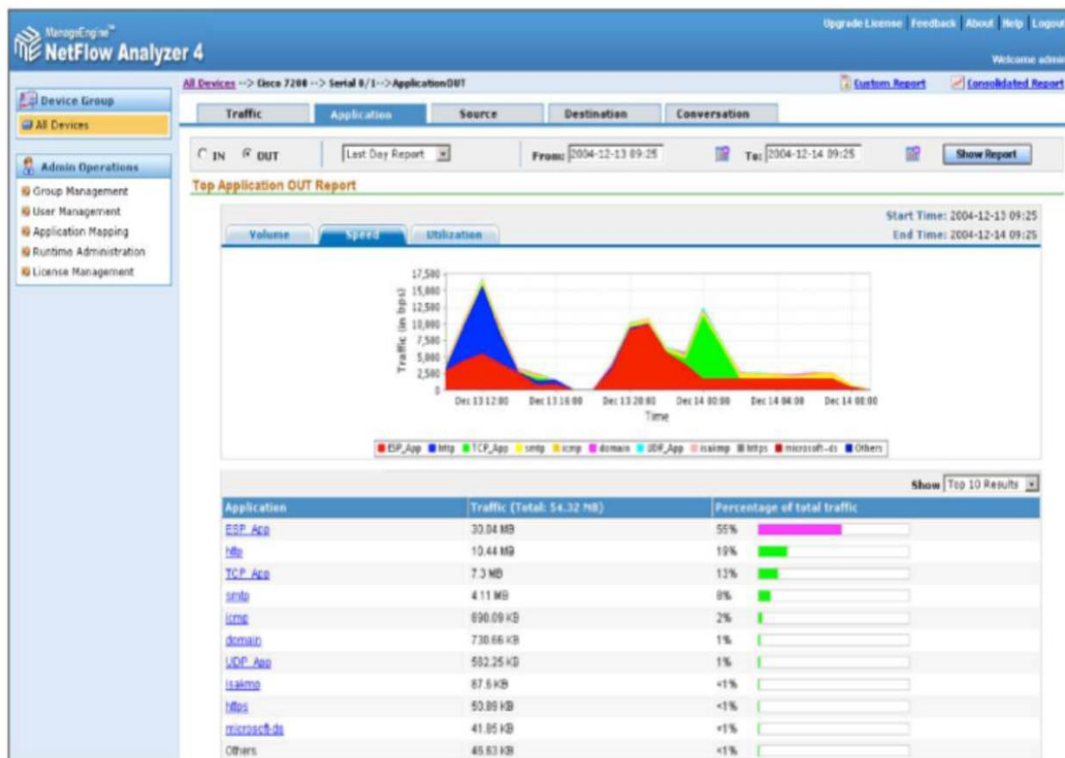 ManageEngine™
NetFlow Analyzer 4
Upgrade License | Feedback | About | Help | Logout
Welcome admin
All Devices --> Cisco 7200 --> Serial 0/1-->ApplicationOUT
Custom Report
Consolidated Report
Device Group
All Devices
Admin Operations
Group Management
User Management
Application Mapping
Runtime Administration
License Management
Traffic
Application
Source
Destination
Conversation
IN OUT
Last Day Report
From: 2004-12-13 09:25
To: 2004-12-14 09:25
Show Report
Top Application OUT Report
Start Time: 2004-12-13 09:25
End Time: 2004-12-14 09:25
Volume
Speed
Utilization
Traffic (in bps)
17,500
15,000
12,500
10,000
7,500
5,000
2,500
0
Dec 13 12:00 Dec 13 16:00 Dec 13 20:00 Dec 14 00:00 Dec 14 04:00 Dec 14 08:00
Time
ESP_App http TCP_App smtp icmp domain UDP_App isakmp https microsoft-ds Others
Show Top 10 Results
Application Traffic (Total: 54.32 MB) Percentage of total traffic
ESP_App 30.04 MB 55%
http 10.44 MB 19%
TCP_App 7.3 MB 13%
smtp 4.11 MB 8%
icmp 890.09 KB 2%
domain 730.66 KB 1%
UDP_App KB 1%
isakmp 87.6 KB <1%
https 50.89 KB <1%
microsoft-ds 41.85 KB <1%
Others KB <1%